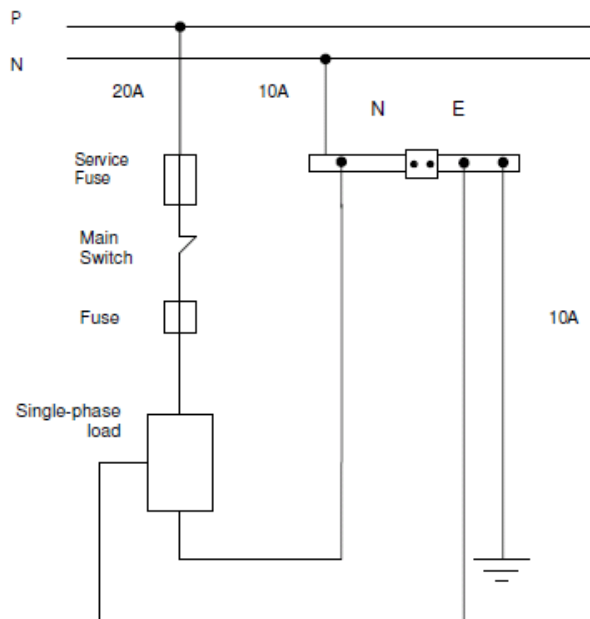 P
N
20A
10A
N
E
Service
Fuse
Main
Switch
Fuse
10A
Single-phase
load